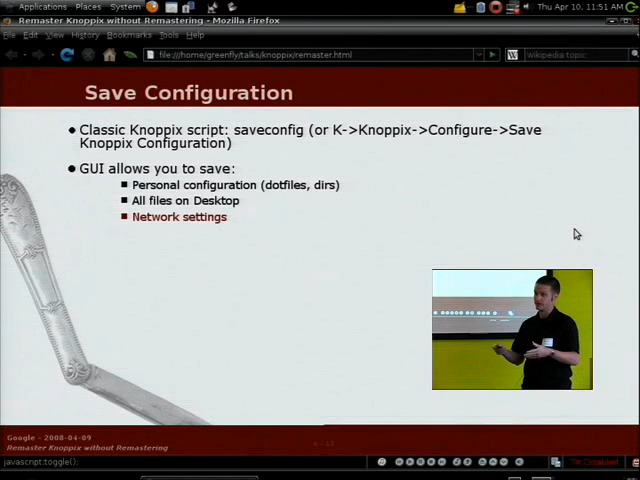 Applications Places System Thu Apr 10, 11:51 AM
Remaster Knoppix without Remastering - Mozilla Firefox
File Edit View History Bookmarks Tools Help
file:///home/greenfly/talks/knoppix/remaster.html
Wikipedia topic
Save Configuration
Classic Knoppix script: saveconfig (or K->Knoppix->Configure->Save
Knoppix Configuration)
GUI allows you to save:
Personal configuration (dotfiles, dirs)
All files on Desktop
Network settings
Google - 2008-04-09
Remaster Knoppix without Remastering
javascript:toggle();
Tor Disabled